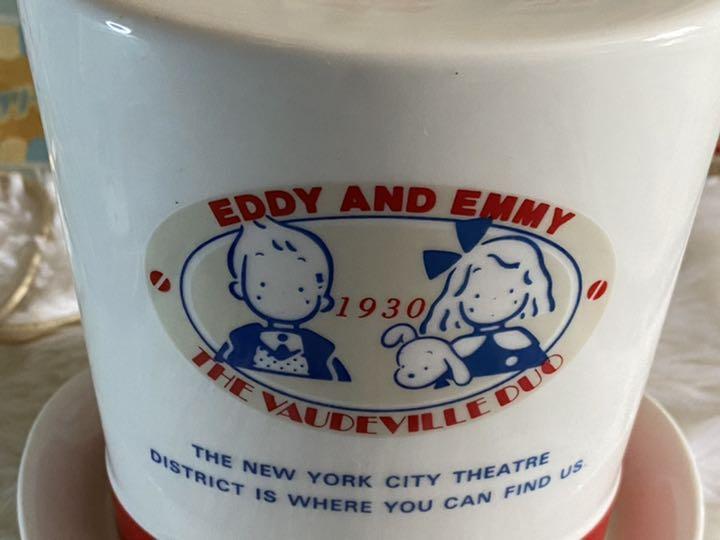 EDDY AND EMMY
1930
THE VAUDEVILLE DUO
THE NEW YORK CITY THEATRE
DISTRICT IS WHERE YOU CAN FIND US.